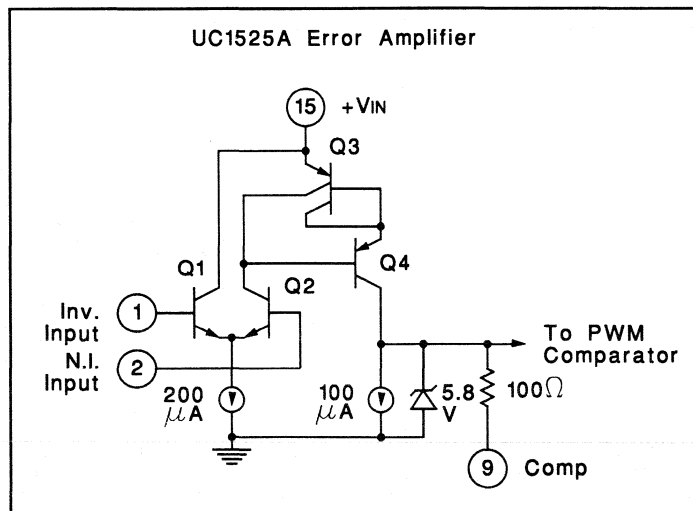 UC1525A Error Amplifier
15 +VIN
Q3
Q4
Q1
Q2
Inv. Input
1
N.I. Input
2
200 μA
100 μA
5.8 V
100Ω
To PWM Comparator
9 Comp